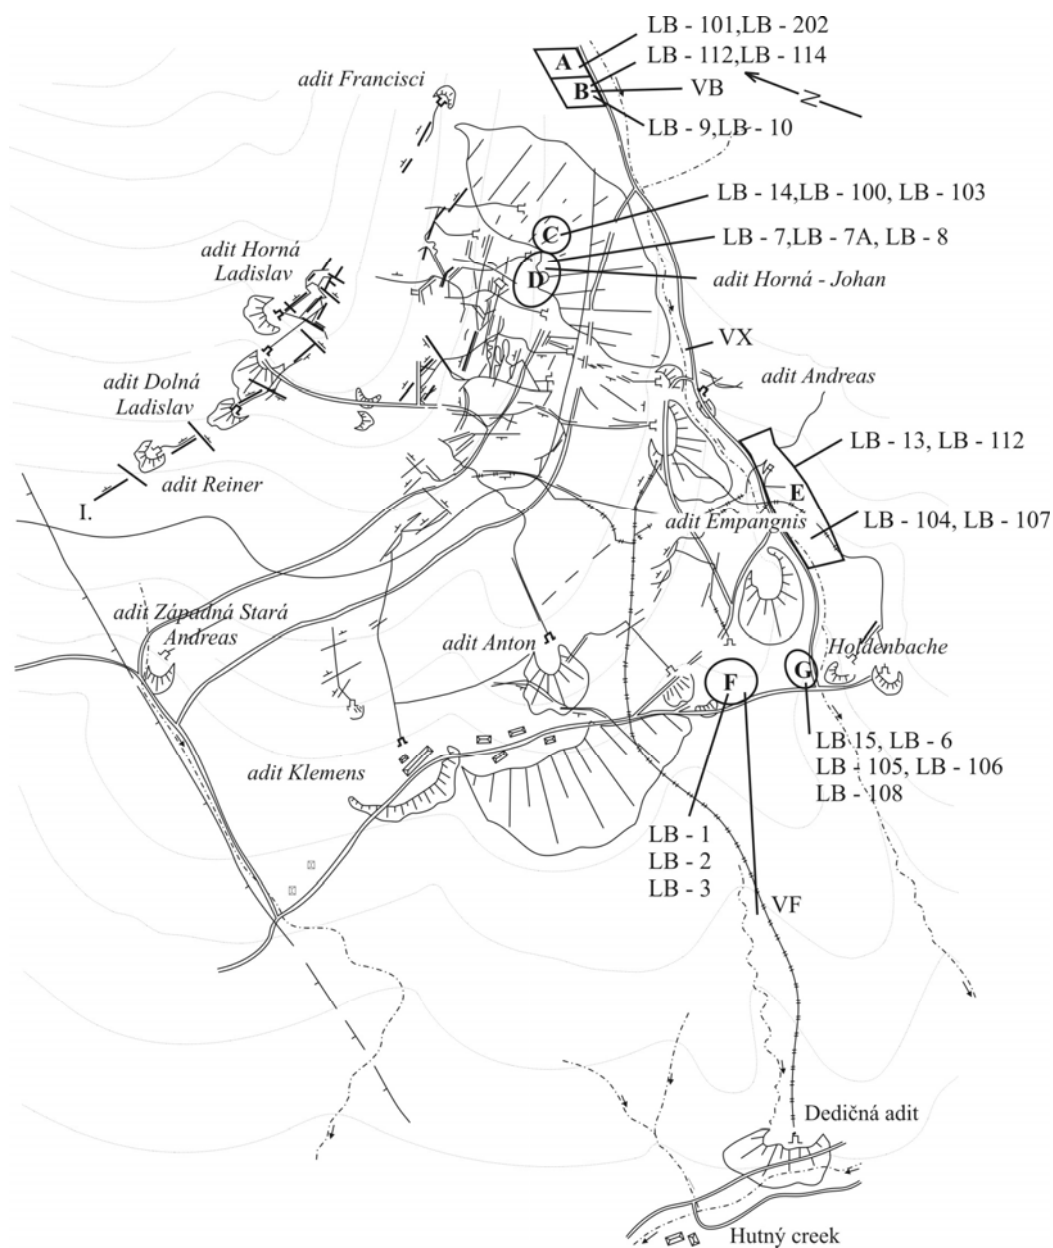 LB - 101,LB - 202
A
LB - 112,LB - 114
adit Francisci
B
VB
N
LB - 9,LB - 10
LB - 14,LB - 100, LB - 103
C
LB - 7,LB - 7A, LB - 8
adit Horná
Ladislav
D
adit Horná - Johan
VX
adit Dolná
Ladislav
adit Andreas
LB - 13, LB - 112
adit Reiner
E
I.
adit Empangnis
LB - 104, LB - 107
adit Západná Stará
Andreas
adit Anton
Holdenbache
F
G
adit Klemens
LB 15, LB - 6
LB - 105, LB - 106
LB - 108
LB - 1
LB - 2
LB - 3
VF
Dedičná adit
Hutný creek